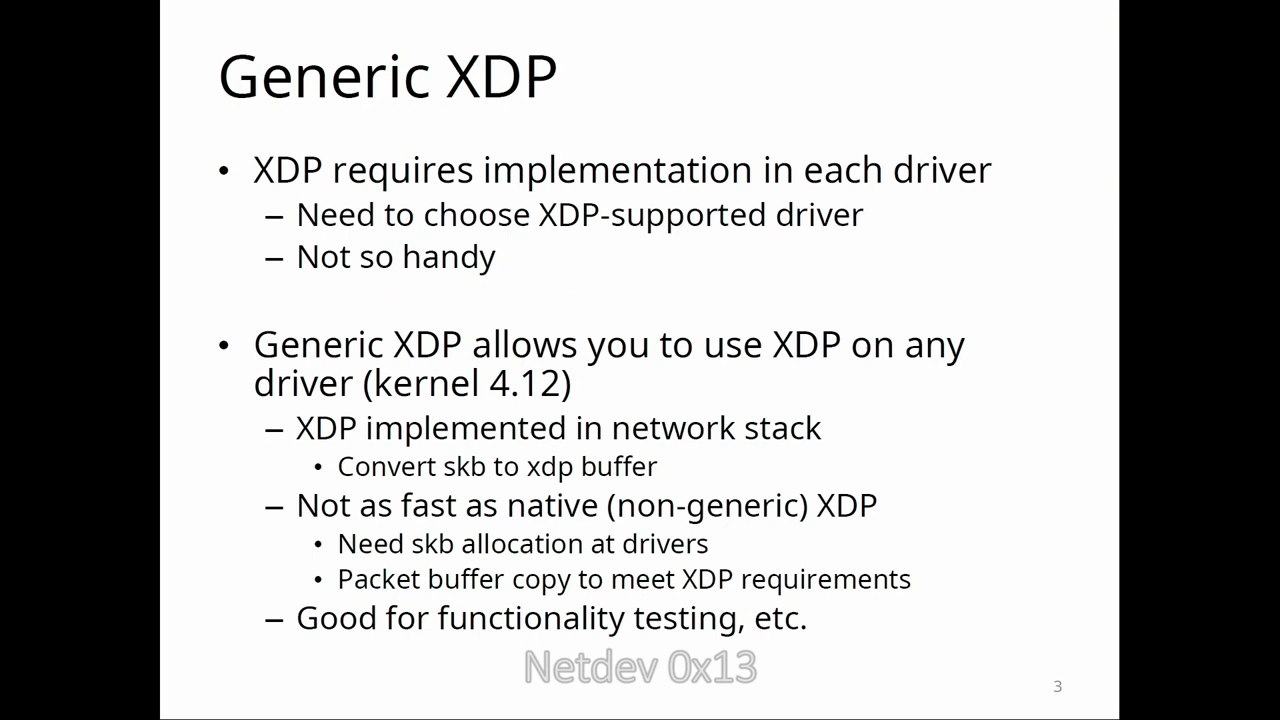 Generic XDP
• XDP requires implementation in each driver
– Need to choose XDP-supported driver
– Not so handy
• Generic XDP allows you to use XDP on any
driver (kernel 4.12)
– XDP implemented in network stack
• Convert skb to xdp buffer
– Not as fast as native (non-generic) XDP
• Need skb allocation at drivers
• Packet buffer copy to meet XDP requirements
– Good for functionality testing, etc.
Netdev 0x13
3